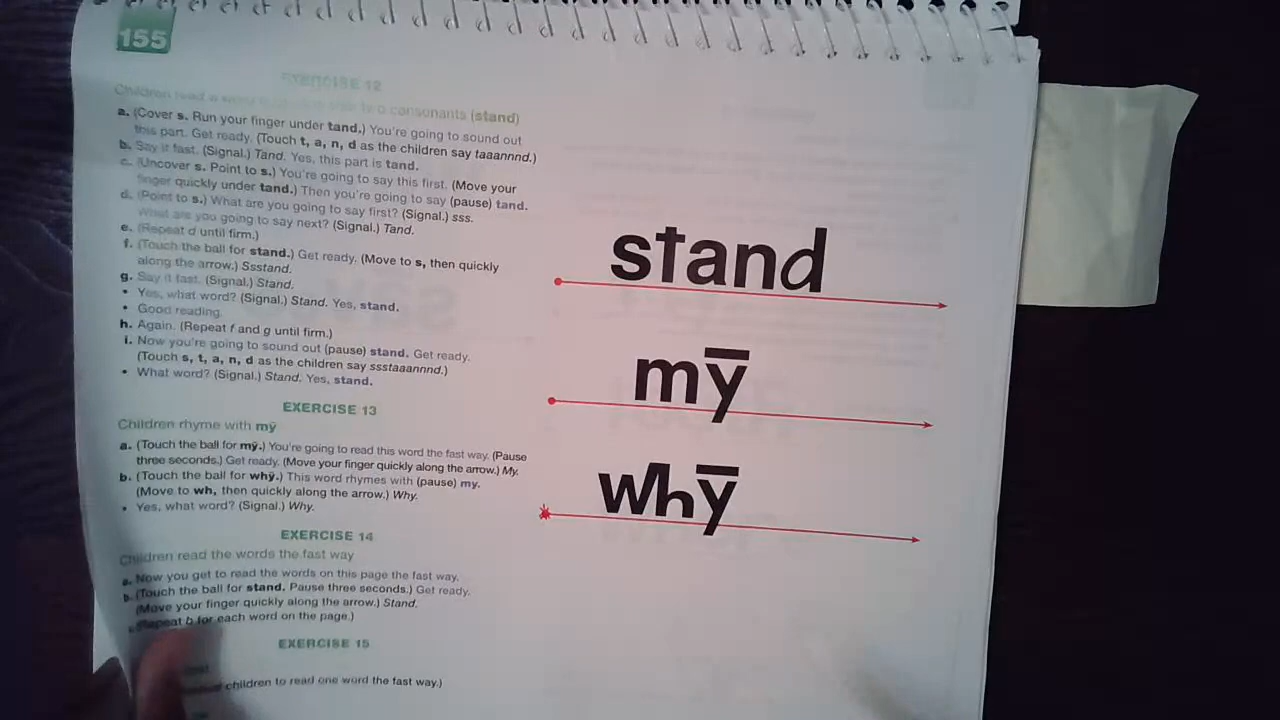 155
EXERCISE 12
Children read a word beginning with two consonants (stand)
a. (Cover s. Run your finger under tand.) You're going to sound out
this part. Get ready. (Touch t, a, n, d as the children say taaannnd.)
b. Say it fast. (Signal.) Tand. Yes, this part is tand.
c. (Uncover s. Point to s.) You're going to say this first. (Move your
finger quickly under tand.) Then you're going to say (pause) tand.
d. (Point to s.) What are you going to say first? (Signal.) sss.
What are you going to say next? (Signal.) Tand.
e. (Repeat d until firm.)
f. (Touch the ball for stand.) Get ready. (Move to s, then quickly
along the arrow.) Ssstand.
g. Say it fast. (Signal.) Stand.
• Yes, what word? (Signal.) Stand. Yes, stand.
• Good reading.
h. Again. (Repeat f and g until firm.)
i. Now you're going to sound out (pause) stand. Get ready.
(Touch s, t, a, n, d as the children say ssstaaannnd.)
• What word? (Signal.) Stand. Yes, stand.
EXERCISE 13
Children rhyme with mȳ
a. (Touch the ball for mȳ.) You're going to read this word the fast way. (Pause
three seconds.) Get ready. (Move your finger quickly along the arrow.) My.
b. (Touch the ball for whȳ.) This word rhymes with (pause) my.
(Move to wh, then quickly along the arrow.) Why.
• Yes, what word? (Signal.) Why.
EXERCISE 14
Children read the words the fast way
a. Now you get to read the words on this page the fast way.
b. (Touch the ball for stand. Pause three seconds.) Get ready.
(Move your finger quickly along the arrow.) Stand.
c. (Repeat b for each word on the page.)
EXERCISE 15
children to read one word the fast way.)
stand
mȳ
whȳ